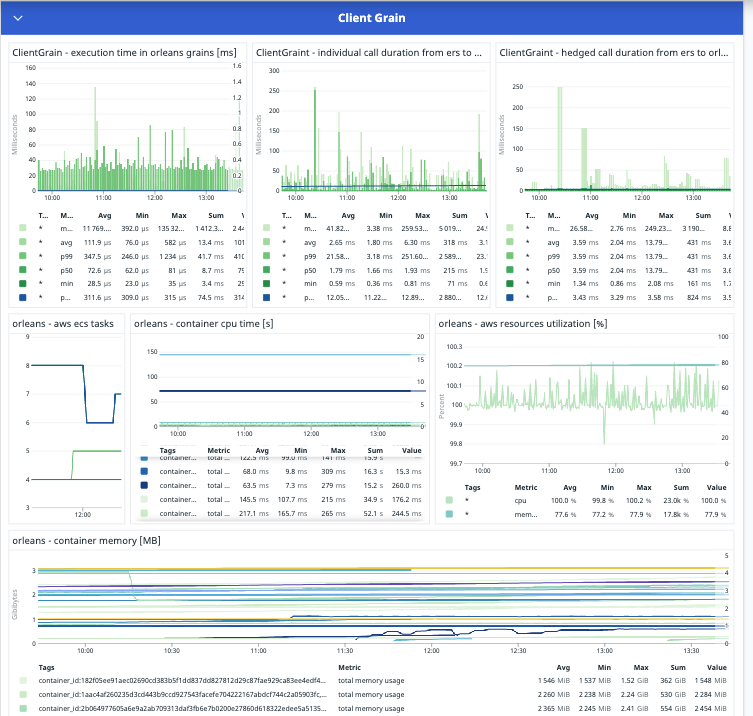 Client Grain
ClientGrain - execution time in orleans grains [ms]
160
140
120
100
80
60
40
20
0
1.6
1.4
1.2
1
0.8
0.6
0.4
0.2
0
Milliseconds
10:00 11:00 12:00 13:00
T... M... Avg Min Max Sum V
* m... 11 769... 392.0 µs 135 32... 1 412.3... 2 44
* avg 111.9 µs 76.0 µs 582 µs 13.4 ms 101
* p99 347.5 µs 246.0 µs 1 234 µs 41.7 ms 410
* p50 72.6 µs 62.0 µs 81 µs 8.7 ms 79
* min 28.5 µs 23.0 µs 35 µs 3.4 ms 25
* p... 311.6 µs 309.0 µs 315 µs 74.5 ms 314
ClientGraint - individual call duration from ers to ...
300
250
200
150
100
50
0
Milliseconds
10:00 11:00 12:00 13:00
T... M... Avg Min Max Sum V
* m... 41.82... 3.38 ms 259.53... 5 019... 24.9
* avg 2.65 ms 1.80 ms 6.30 ms 318 ms 3.1
* p99 21.58... 3.18 ms 251.60... 2 589... 23.
* p50 1.79 ms 1.66 ms 1.93 ms 215 ms 1.9
* min 0.59 ms 0.36 ms 0.81 ms 71 ms 0.6
* p... 12.05... 11.22... 12.89... 2 880... 12.
ClientGraint - hedged call duration from ers to orl...
250
200
150
100
50
0
Milliseconds
10:00 11:00 12:00 13:00
T... M... Avg Min Max Sum V
* m... 26.58... 2.76 ms 249.23... 3 190... 8.8
* avg 3.59 ms 2.04 ms 13.79... 431 ms 3.6
* p99 3.59 ms 2.04 ms 13.79... 431 ms 3.6
* p50 3.59 ms 2.04 ms 13.79... 431 ms 3.6
* min 1.34 ms 0.86 ms 2.08 ms 161 ms 1.7
* p... 3.43 ms 3.29 ms 3.58 ms 824 ms 3.5
orleans - aws ecs tasks
9
8
7
6
5
4
3
12:00
orleans - container cpu time [s]
150
100
50
0
20
15
10
5
0
10:00 11:00 12:00 13:00
Tags Metric Avg Min Max Sum Value
container... total ... 122.5 ms 99.0 ms 141 ms 15.9 s
container... total ... 68.0 ms 9.8 ms 309 ms 16.3 s 15.3 ms
container... total ... 63.5 ms 7.3 ms 279 ms 15.2 s 260.0 ms
container... total ... 145.5 ms 107.7 ms 215 ms 34.9 s 176.2 ms
container... total ... 217.1 ms 165.7 ms 265 ms 52.1 s 244.5 ms
orleans - aws resources utilization [%]
100.3
100.2
100.1
100
99.9
99.8
99.7
100
80
60
40
20
0
Percent
10:00 11:00 12:00 13:00
Tags Metric Avg Min Max Sum Value
* cpu 100.0 % 99.8 % 100.2 % 23.0k % 100.0 %
* mem... 77.6 % 77.2 % 77.9 % 17.8k % 77.9 %
orleans - container memory [MB]
3
2
1
0
5
4
3
2
1
0
Gibibytes
10:00 10:30 11:00 11:30 12:00 12:30 13:00 13:30
Tags Metric Avg Min Max Sum Value
container_id:182f05ee91aec02690cd383b5f1dd837dd827812d29c87fae929ca83ee4edf4... total memory usage 1 546 MiB 1 537 MiB 1.52 GiB 362 GiB 1 548 MiB
container_id:1aac4af260235d3cd443b9ccd927543facefe704222167abdcf744c2a05903fc,... total memory usage 2 260 MiB 2 238 MiB 2.24 GiB 530 GiB 2 284 MiB
container_id:2b064977605a6e9a2ab709313daf3fb6e7b0200e27860d618322edee5a5135... total memory usage 2 365 MiB 2 245 MiB 2.41 GiB 554 GiB 2 454 MiB